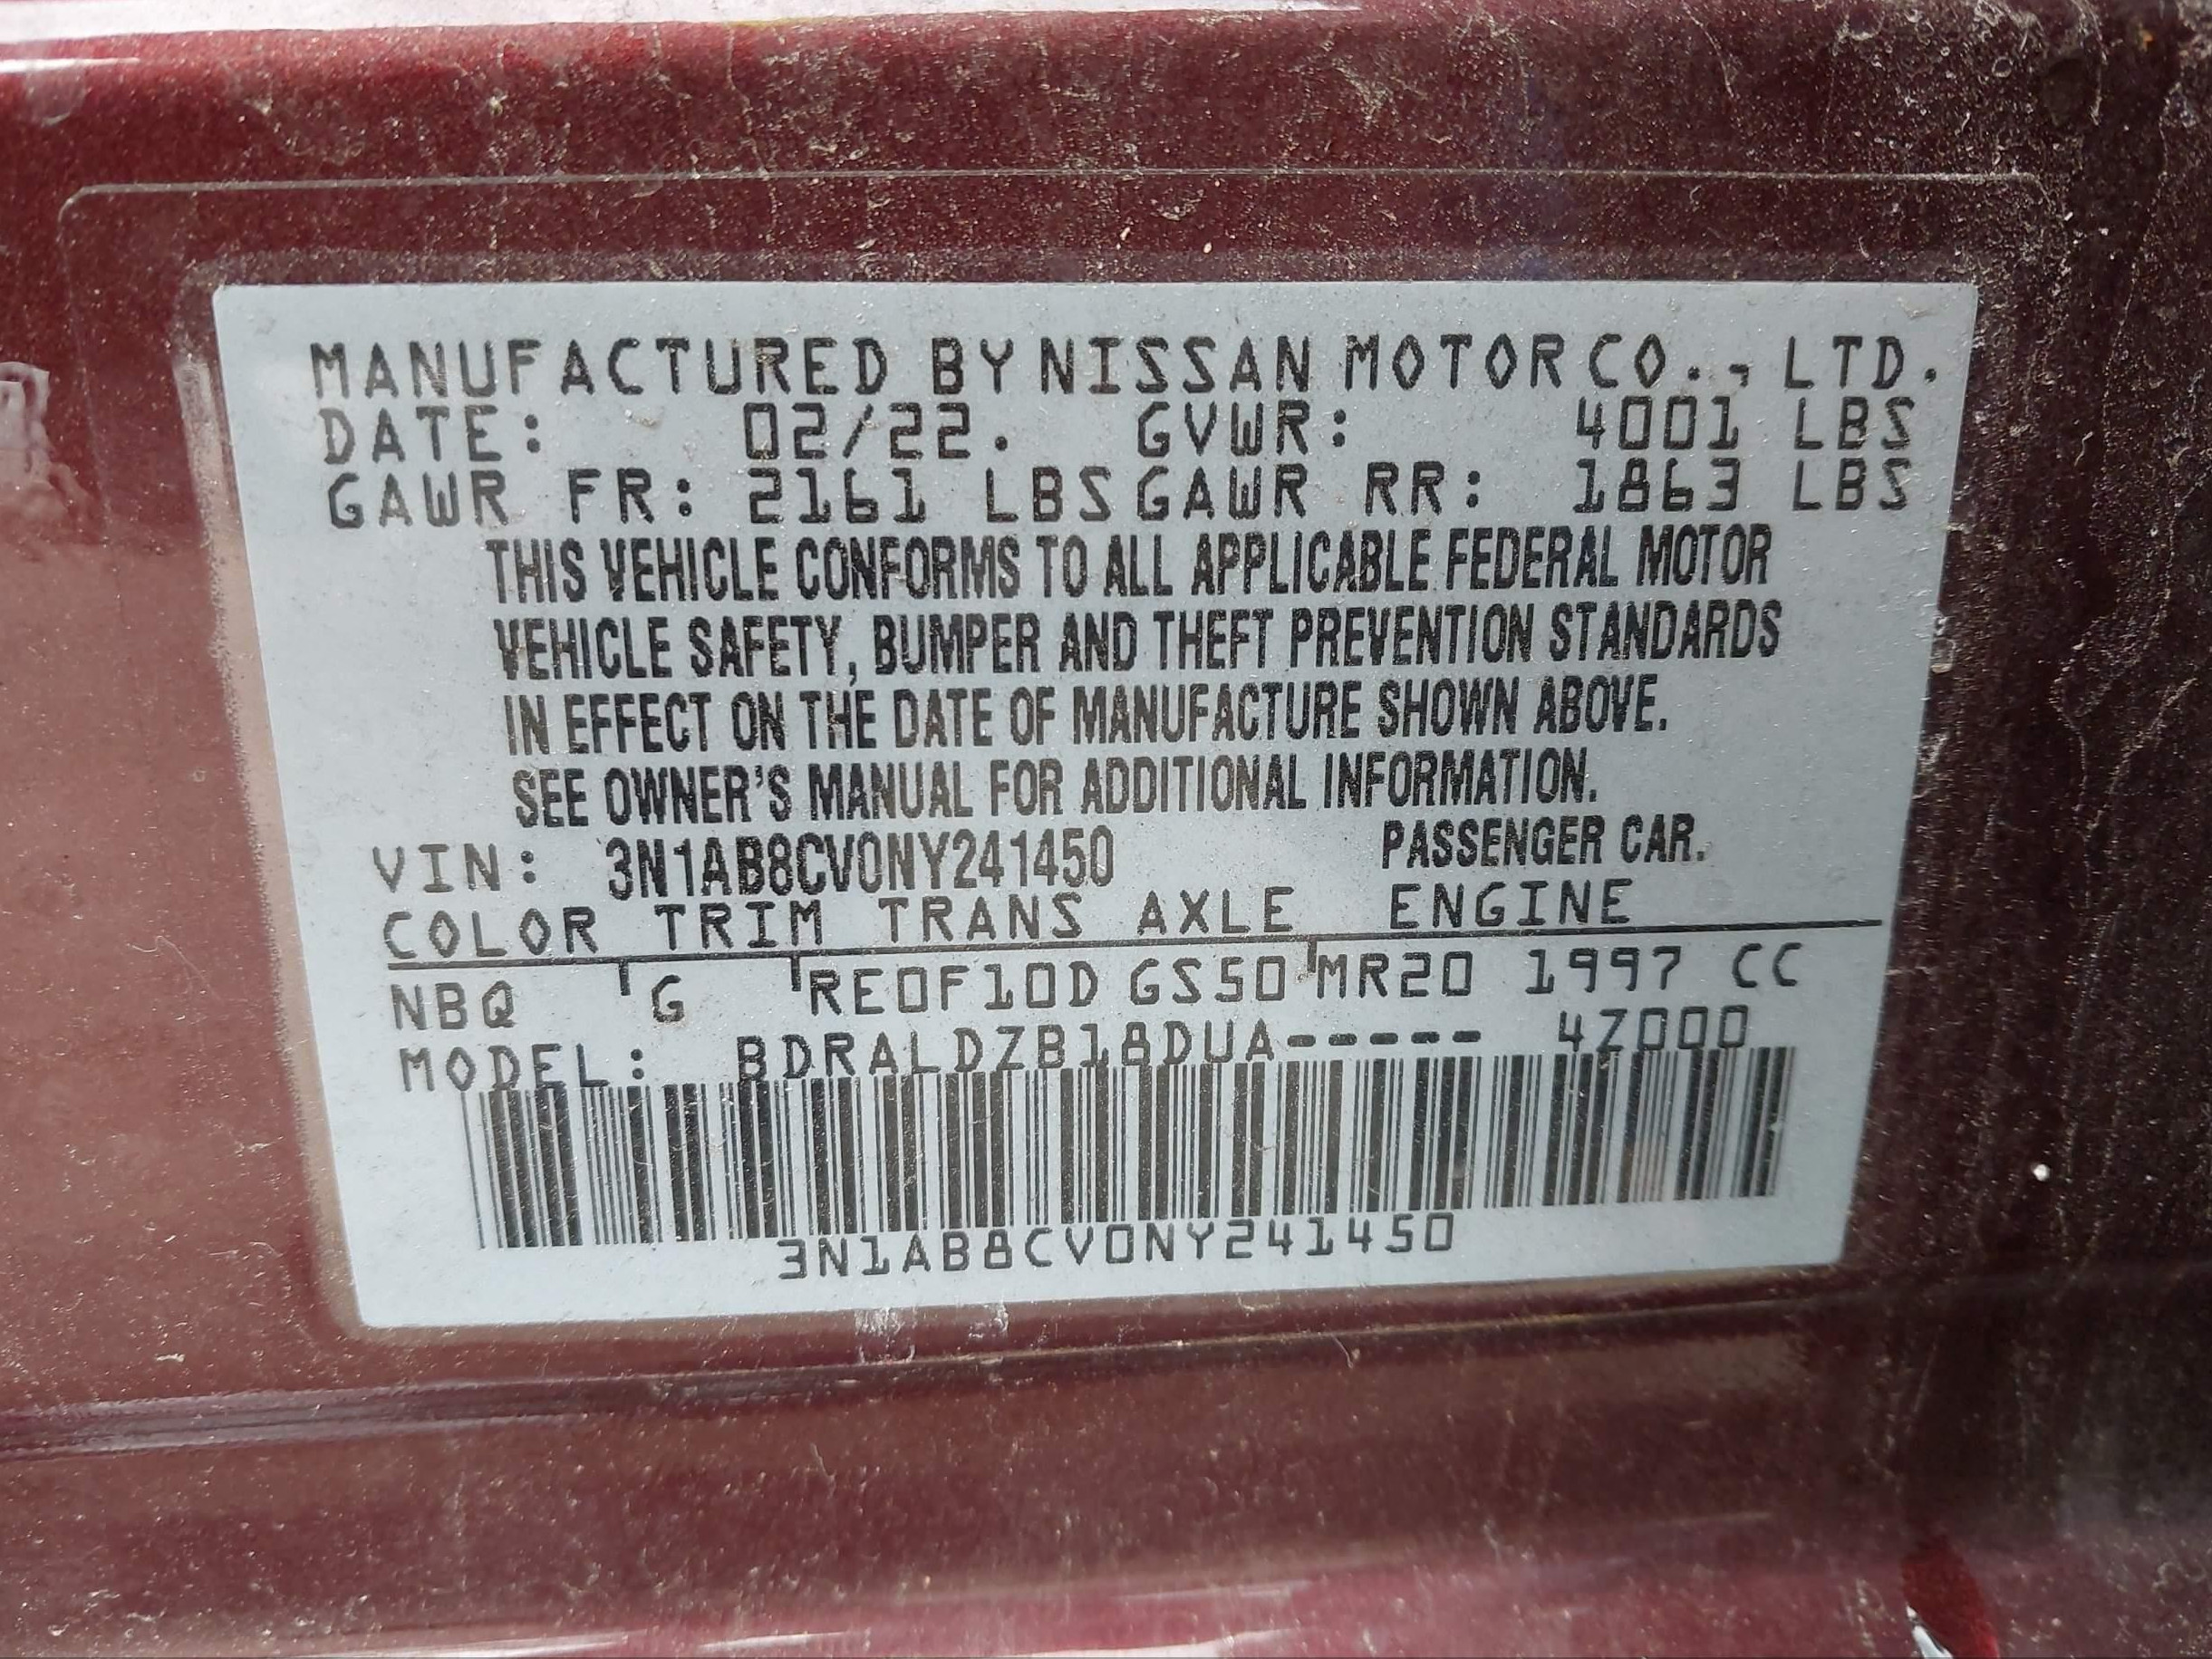 MANUFACTURED BY NISSAN MOTOR CO., LTD.
DATE: 02/22. GVWR: 4001 LBS
GAWR FR: 2161 LBS GAWR RR: 1863 LBS
THIS VEHICLE CONFORMS TO ALL APPLICABLE FEDERAL MOTOR
VEHICLE SAFETY, BUMPER AND THEFT PREVENTION STANDARDS
IN EFFECT ON THE DATE OF MANUFACTURE SHOWN ABOVE.
SEE OWNER'S MANUAL FOR ADDITIONAL INFORMATION.
VIN: 3N1AB8CV0NY241450 PASSENGER CAR.
COLOR TRIM TRANS AXLE ENGINE
NBQ G RE0F10D GS50 MR20 1997 CC
MODEL: BDRALDZB18DUA----- 4Z000
3N1AB8CV0NY241450